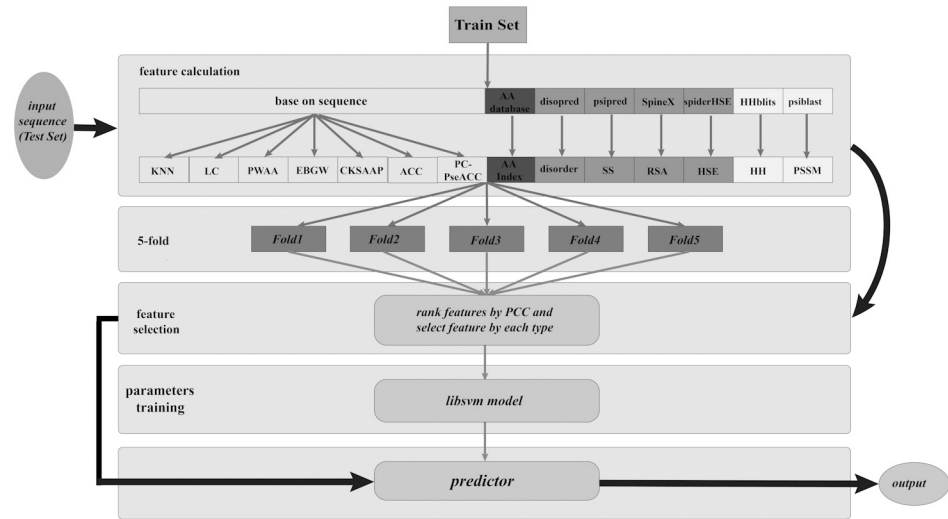 Train Set
feature calculation
input
sequence
(Test Set)
base on sequence
AA
database
disopred
psipred
SpineX
spiderHSE
HHblits
psiblast
KNN
LC
PWAA
EBGW
CKSAAP
ACC
PC-
PseACC
AA
Index
disorder
SS
RSA
HSE
HH
PSSM
5-fold
Fold1
Fold2
Fold3
Fold4
Fold5
feature
selection
rank features by PCC and
select feature by each type
parameters
training
libsvm model
predictor
output